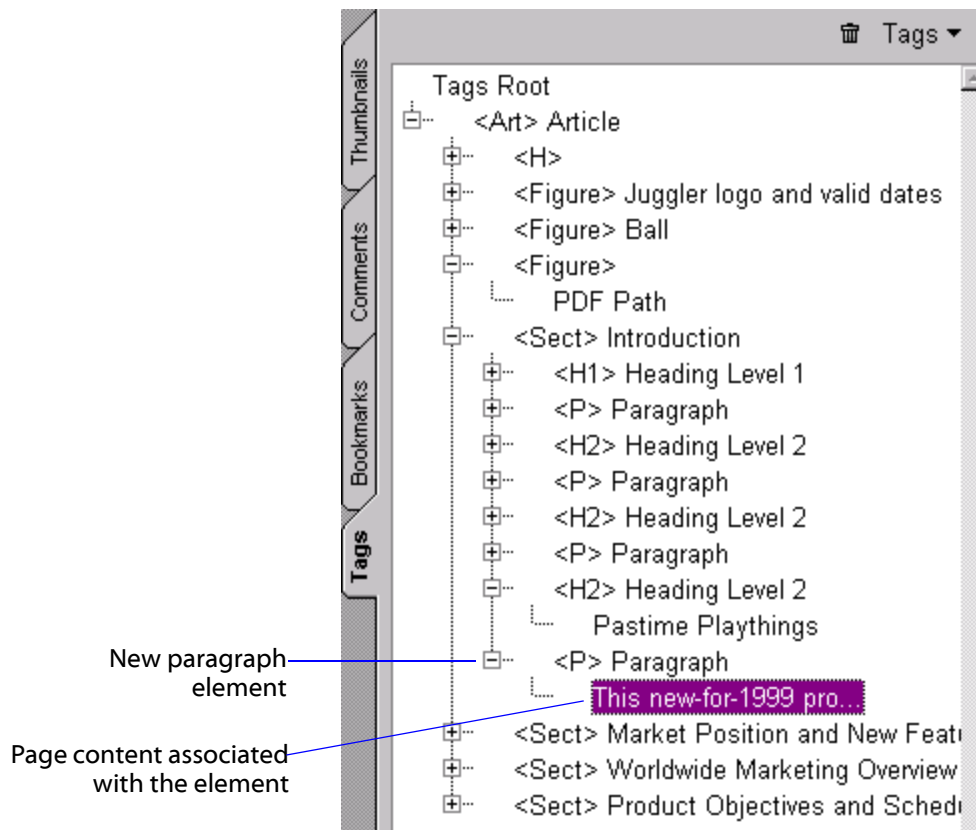 Tags
Thumbnails
Comments
Bookmarks
Tags
Tags Root
<Art> Article
<H>
<Figure> Juggler logo and valid dates
<Figure> Ball
<Figure>
PDF Path
<Sect> Introduction
<H1> Heading Level 1
<P> Paragraph
<H2> Heading Level 2
<P> Paragraph
<H2> Heading Level 2
<P> Paragraph
<H2> Heading Level 2
Pastime Playthings
<P> Paragraph
This new-for-1999 pro...
<Sect> Market Position and New Feat
<Sect> Worldwide Marketing Overview
<Sect> Product Objectives and Sched
New paragraph
element
Page content associated
with the element